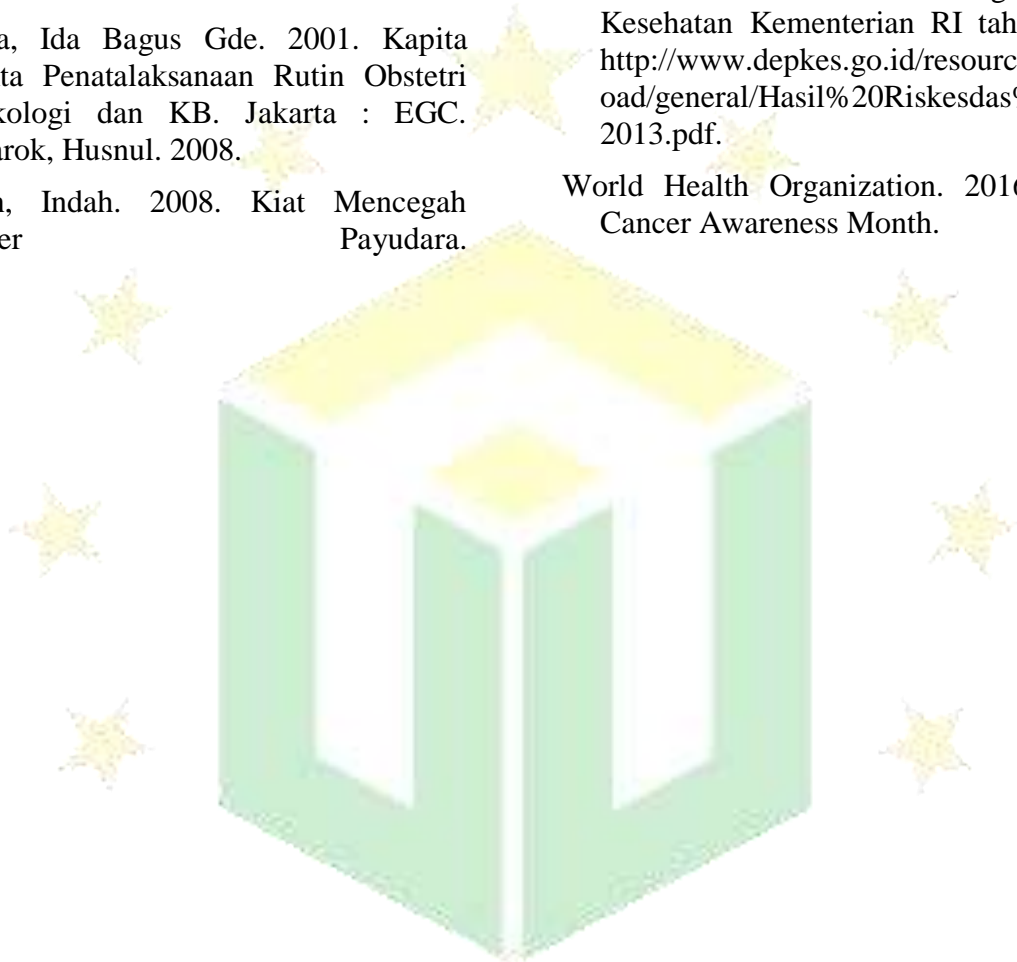 a, Ida Bagus Gde. 2001. Kapita
ta Penatalaksanaan Rutin Obstetri
kologi dan KB. Jakarta : EGC.
arok, Husnul. 2008.
n, Indah. 2008. Kiat Mencegah
er Payudara.
Kesehatan Kementerian RI tah
http://www.depkes.go.id/resourc
oad/general/Hasil%20Riskesdas%
2013.pdf.
World Health Organization. 2016
Cancer Awareness Month.